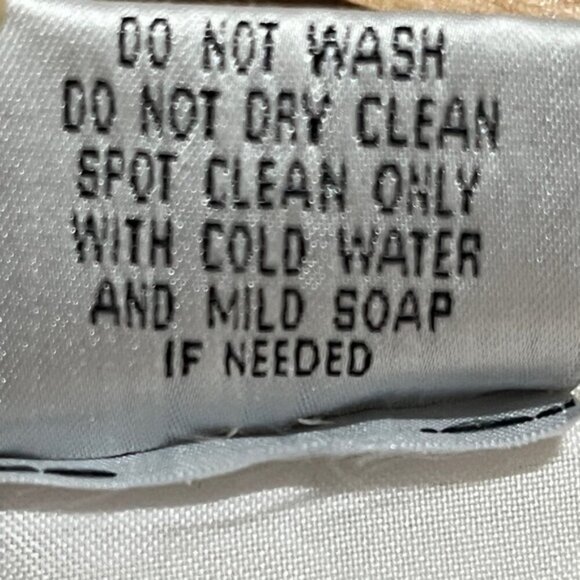 DO NOT WASH
DO NOT DRY CLEAN
SPOT CLEAN ONLY
WITH COLD WATER
AND MILD SOAP
IF NEEDED